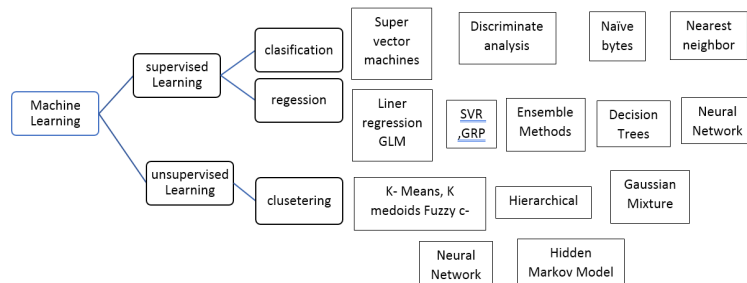 Machine
Learning
supervised
Learning
unsupervised
Learning
clasification
regession
clusetering
Super
vector
machines
Discriminate
analysis
Naïve
bytes
Nearest
neighbor
Liner
regression
GLM
SVR
,GRP
Ensemble
Methods
Decision
Trees
Neural
Network
K- Means, K
medoids Fuzzy c-
Hierarchical
Gaussian
Mixture
Neural
Network
Hidden
Markov Model